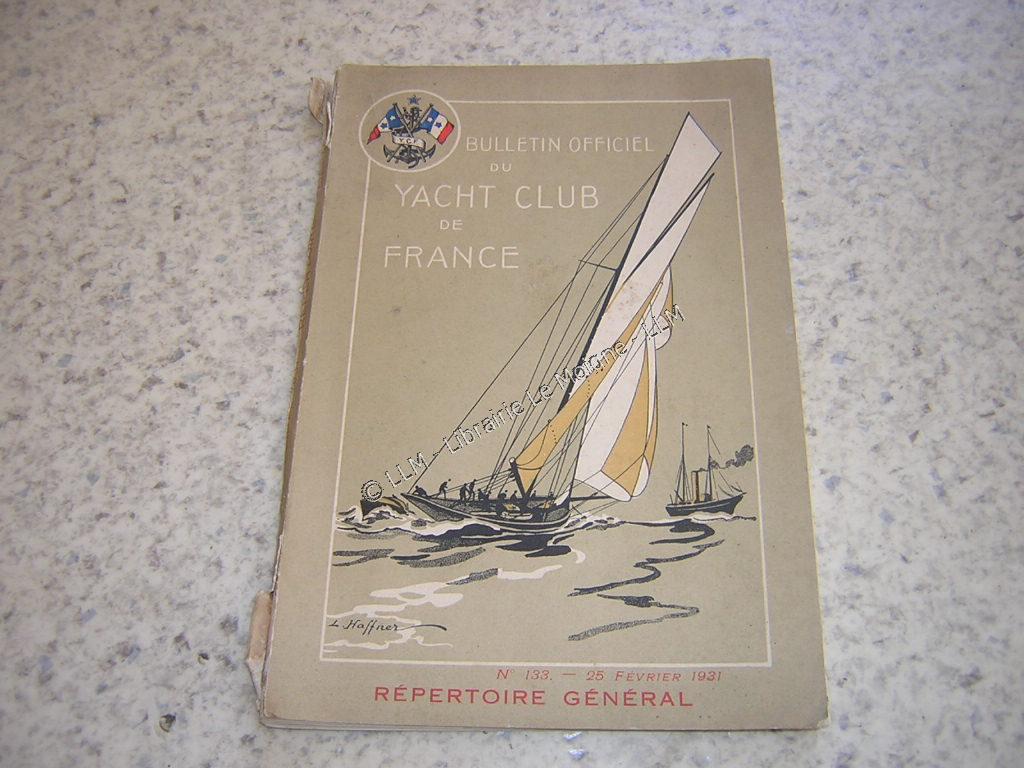 YCF
BULLETIN OFFICIEL
DU
YACHT CLUB
DE
FRANCE
© LLM - Librairie Le Moigne - LLM
L Haffner
N° 133. — 25 FÉVRIER 1931
RÉPERTOIRE GÉNÉRAL